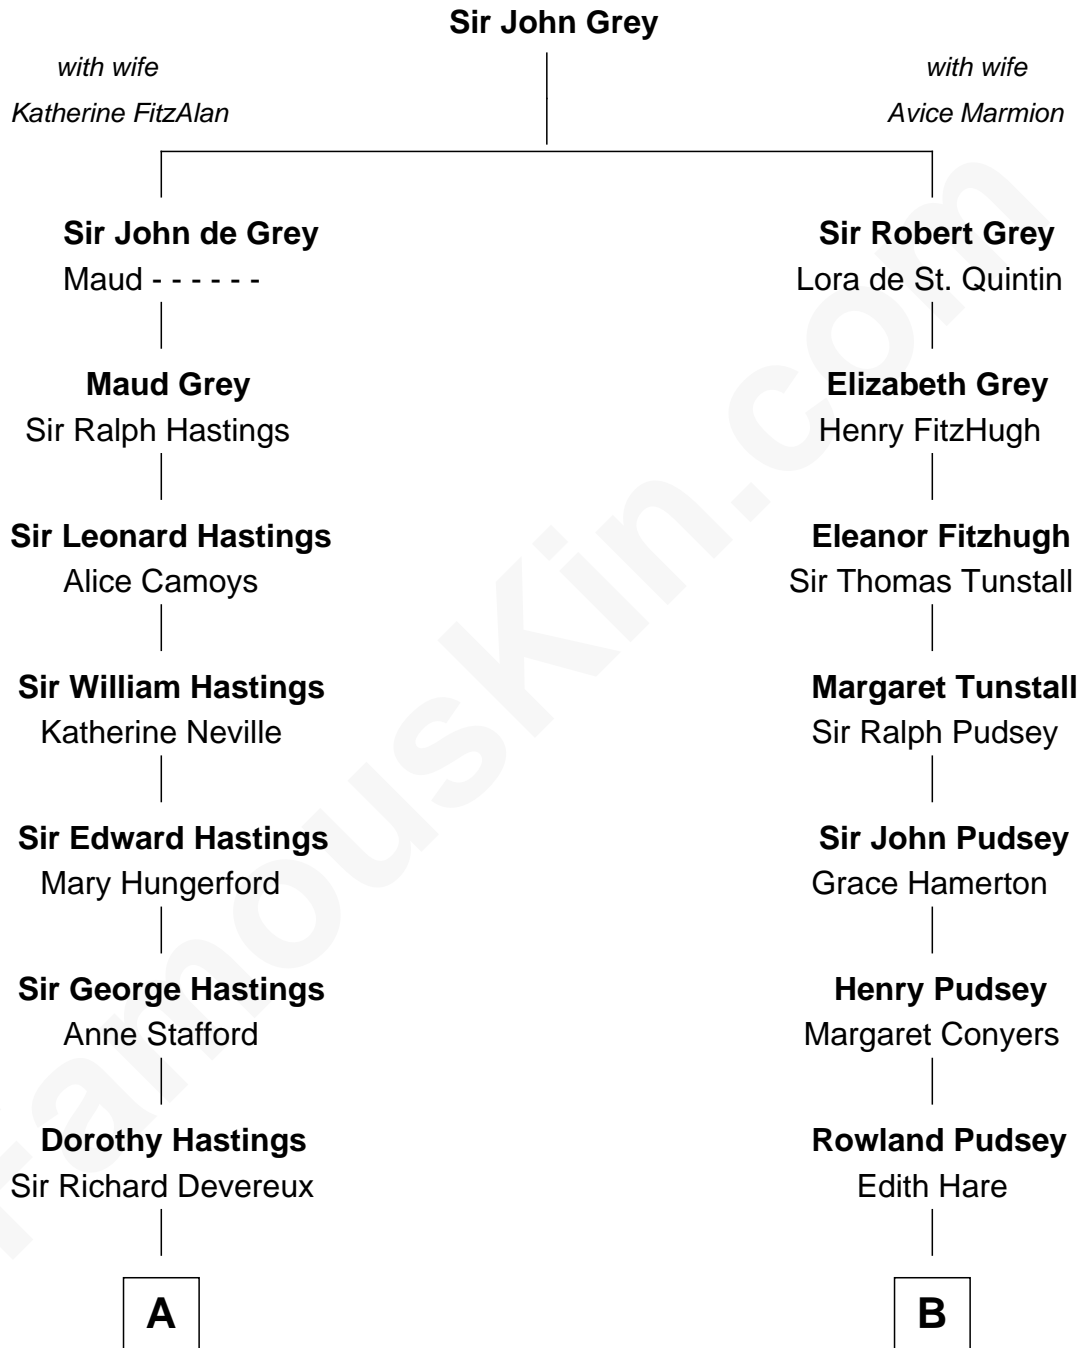 Sir John Grey
with wife
Katherine FitzAlan
with wife
Avice Marmion
Sir John de Grey
Maud - - - - - -
Sir Robert Grey
Lora de St. Quintin
Maud Grey
Sir Ralph Hastings
Elizabeth Grey
Henry FitzHugh
Sir Leonard Hastings
Alice Camoys
Eleanor Fitzhugh
Sir Thomas Tunstall
Sir William Hastings
Katherine Neville
Margaret Tunstall
Sir Ralph Pudsey
Sir Edward Hastings
Mary Hungerford
Sir John Pudsey
Grace Hamerton
Sir George Hastings
Anne Stafford
Henry Pudsey
Margaret Conyers
Dorothy Hastings
Sir Richard Devereux
Rowland Pudsey
Edith Hare
A
B
FamousKin.com